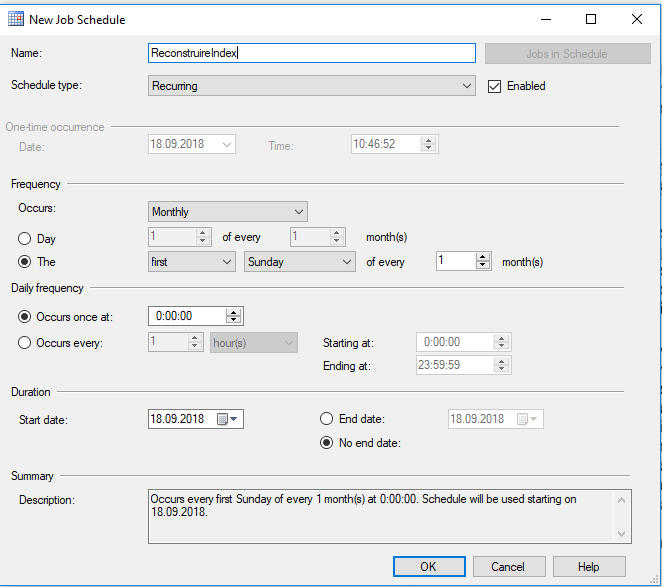 New Job Schedule
Name: ReconstruireIndex Jobs in Schedule
Schedule type: Recurring Enabled
One-time occurrence
Date: 18.09.2018 Time: 10:46:52
Frequency
Occurs: Monthly
Day 1 of every 1 month(s)
The first Sunday of every 1 month(s)
Daily frequency
Occurs once at: 0:00:00
Occurs every: 1 hour(s) Starting at: 0:00:00
Ending at: 23:59:59
Duration
Start date: 18.09.2018 End date: 18.09.2018
No end date:
Summary
Description: Occurs every first Sunday of every 1 month(s) at 0:00:00. Schedule will be used starting on
18.09.2018.
OK Cancel Help